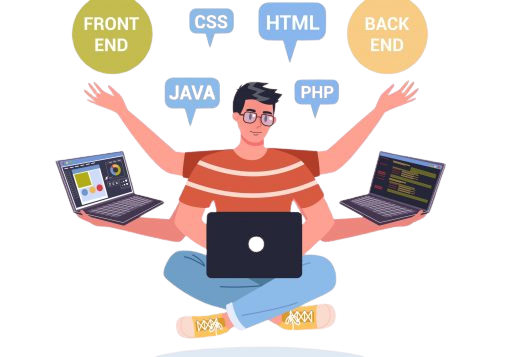 FRONT
END
CSS
HTML
BACK
END
JAVA
PHP